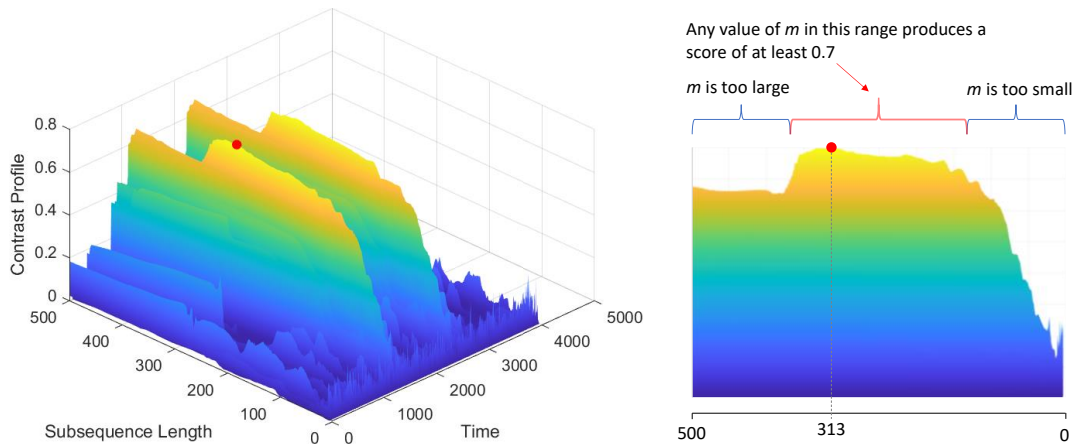 0.8
0.6
0.4
0.2
0
Contrast Profile
500
400
300
200
100
0
Subsequence Length
0
1000
2000
3000
4000
5000
Time
Any value of m in this range produces a
score of at least 0.7
m is too large
m is too small
500
313
0